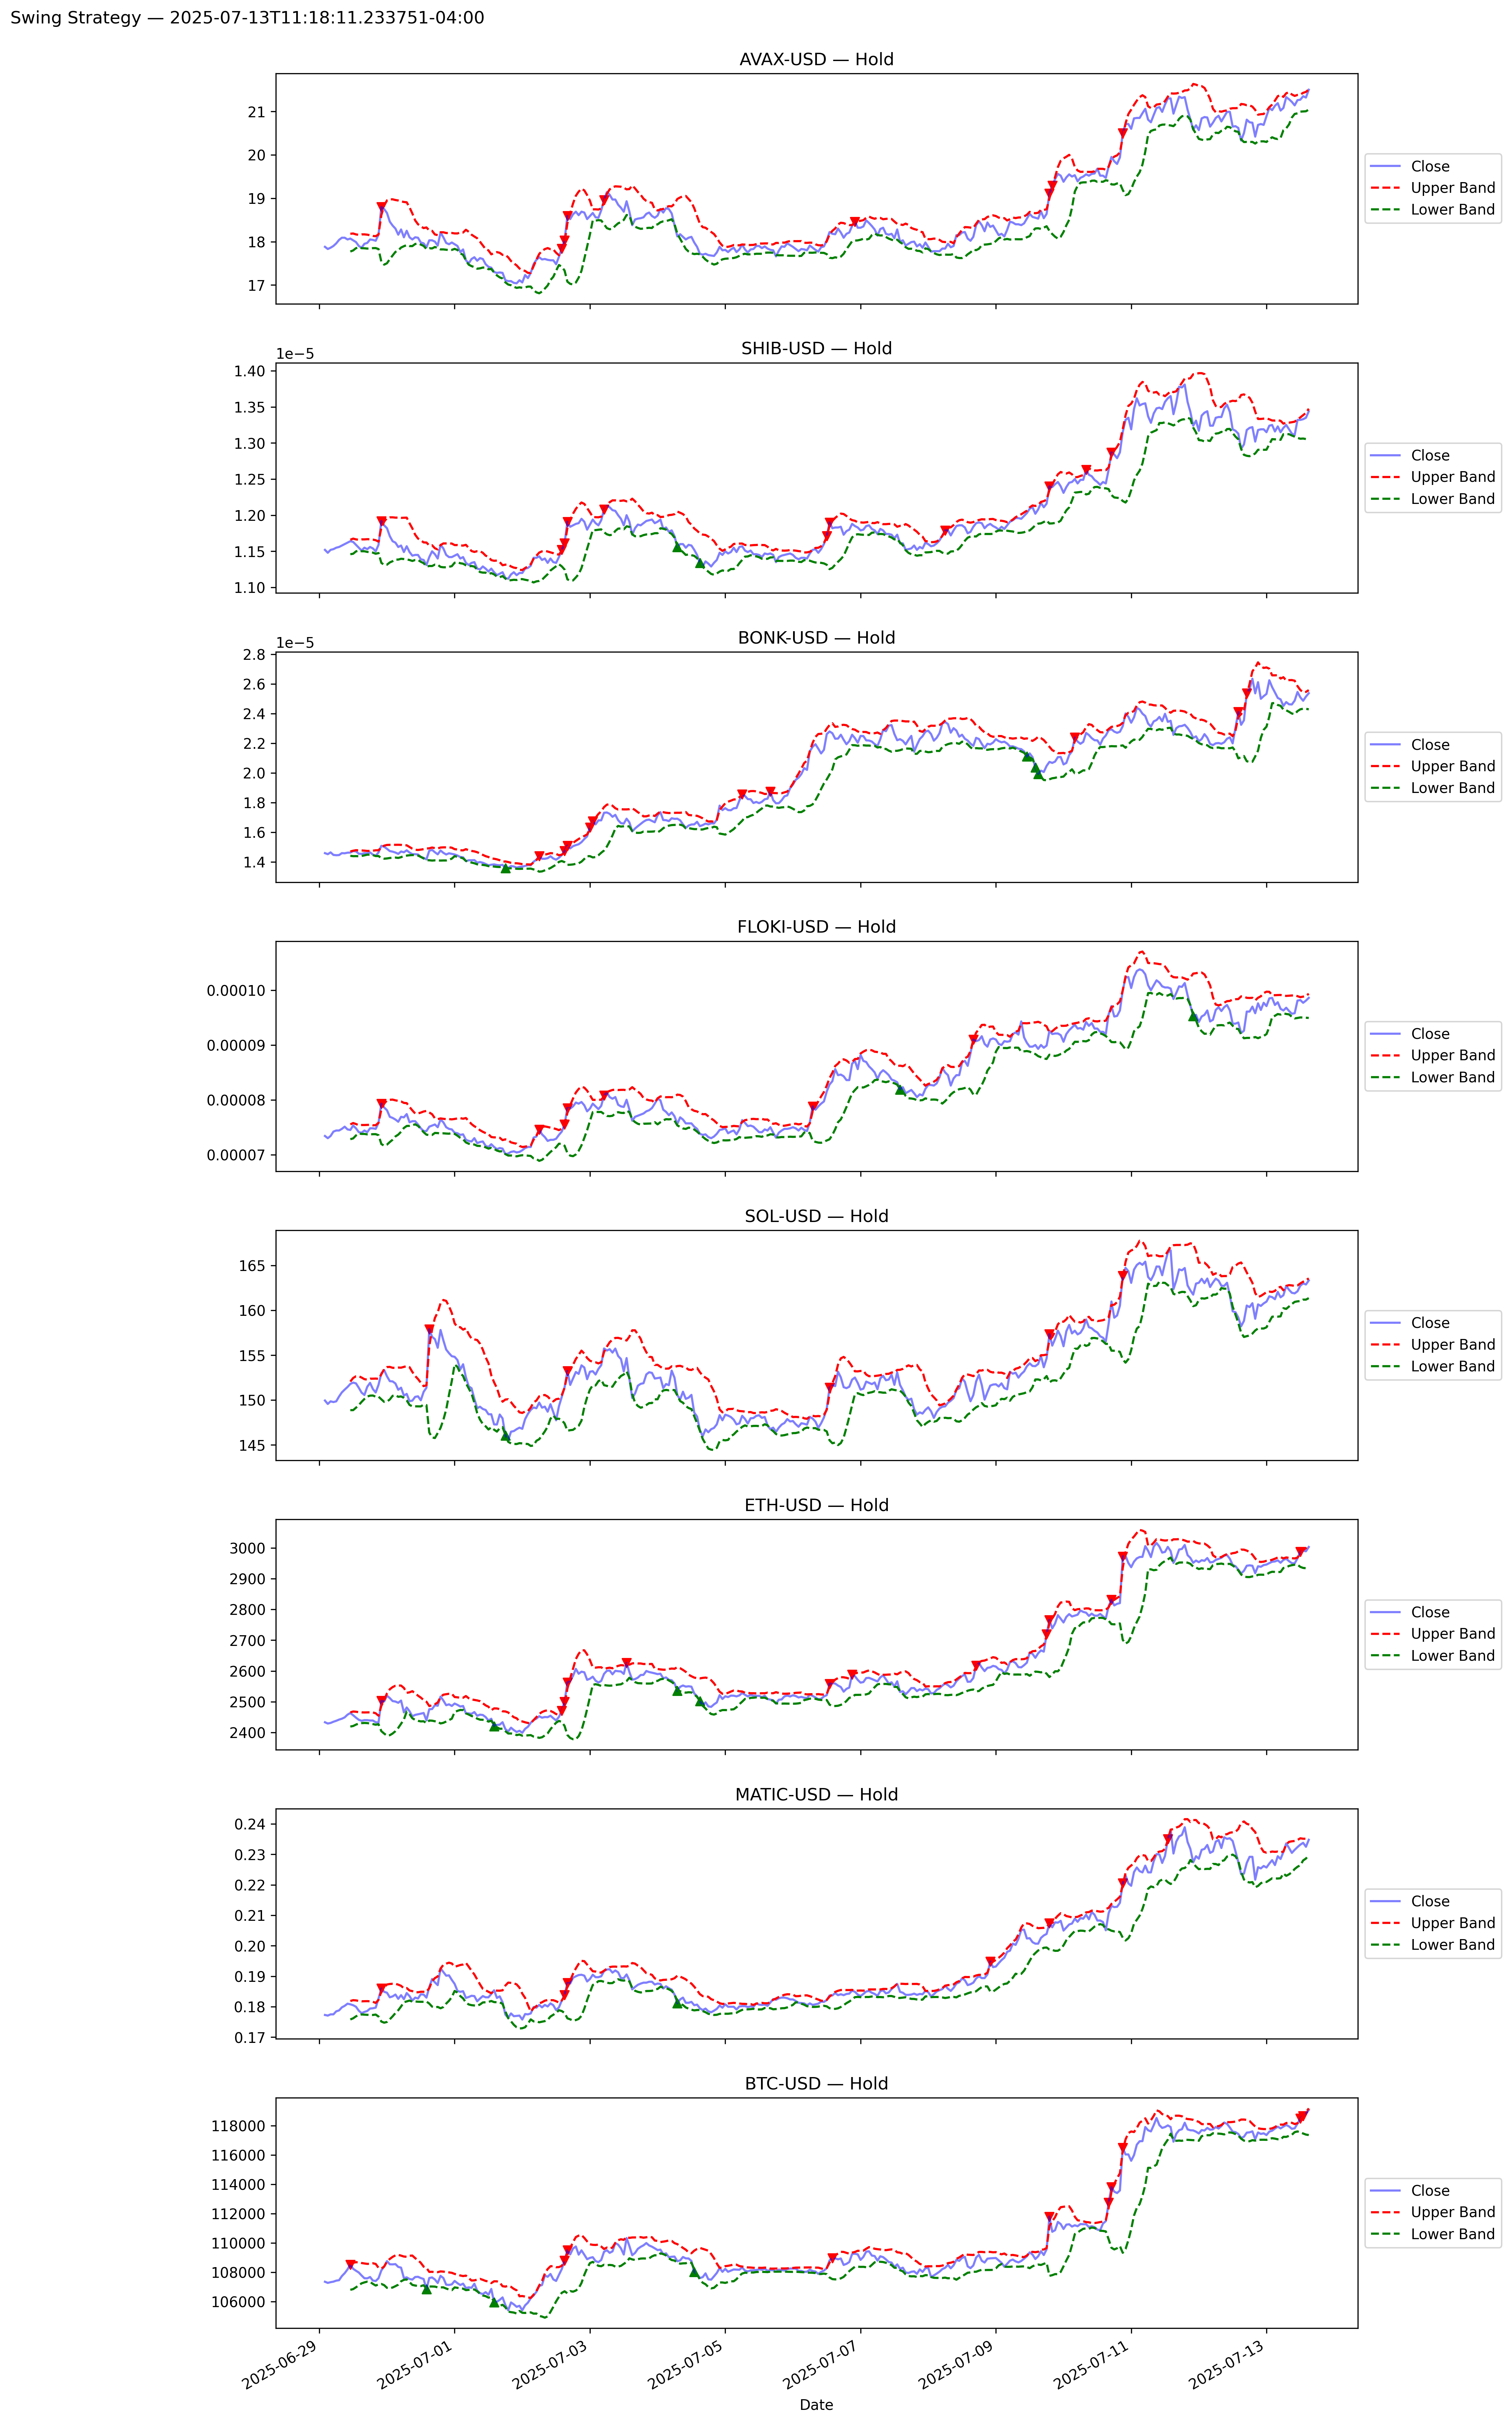 Swing Strategy — 2025-07-13T11:18:11.233751-04:00
AVAX-USD — Hold
21
20
19
18
17
Close
Upper Band
Lower Band
SHIB-USD — Hold
1e−5
1.40
1.35
1.30
1.25
1.20
1.15
1.10
Close
Upper Band
Lower Band
BONK-USD — Hold
1e−5
2.8
2.6
2.4
2.2
2.0
1.8
1.6
1.4
Close
Upper Band
Lower Band
FLOKI-USD — Hold
0.00010
0.00009
0.00008
0.00007
Close
Upper Band
Lower Band
SOL-USD — Hold
165
160
155
150
145
Close
Upper Band
Lower Band
ETH-USD — Hold
3000
2900
2800
2700
2600
2500
2400
Close
Upper Band
Lower Band
MATIC-USD — Hold
0.24
0.23
0.22
0.21
0.20
0.19
0.18
0.17
Close
Upper Band
Lower Band
BTC-USD — Hold
118000
116000
114000
112000
110000
108000
106000
Close
Upper Band
Lower Band
2025-06-29
2025-07-01
2025-07-03
2025-07-05
2025-07-07
2025-07-09
2025-07-11
2025-07-13
Date